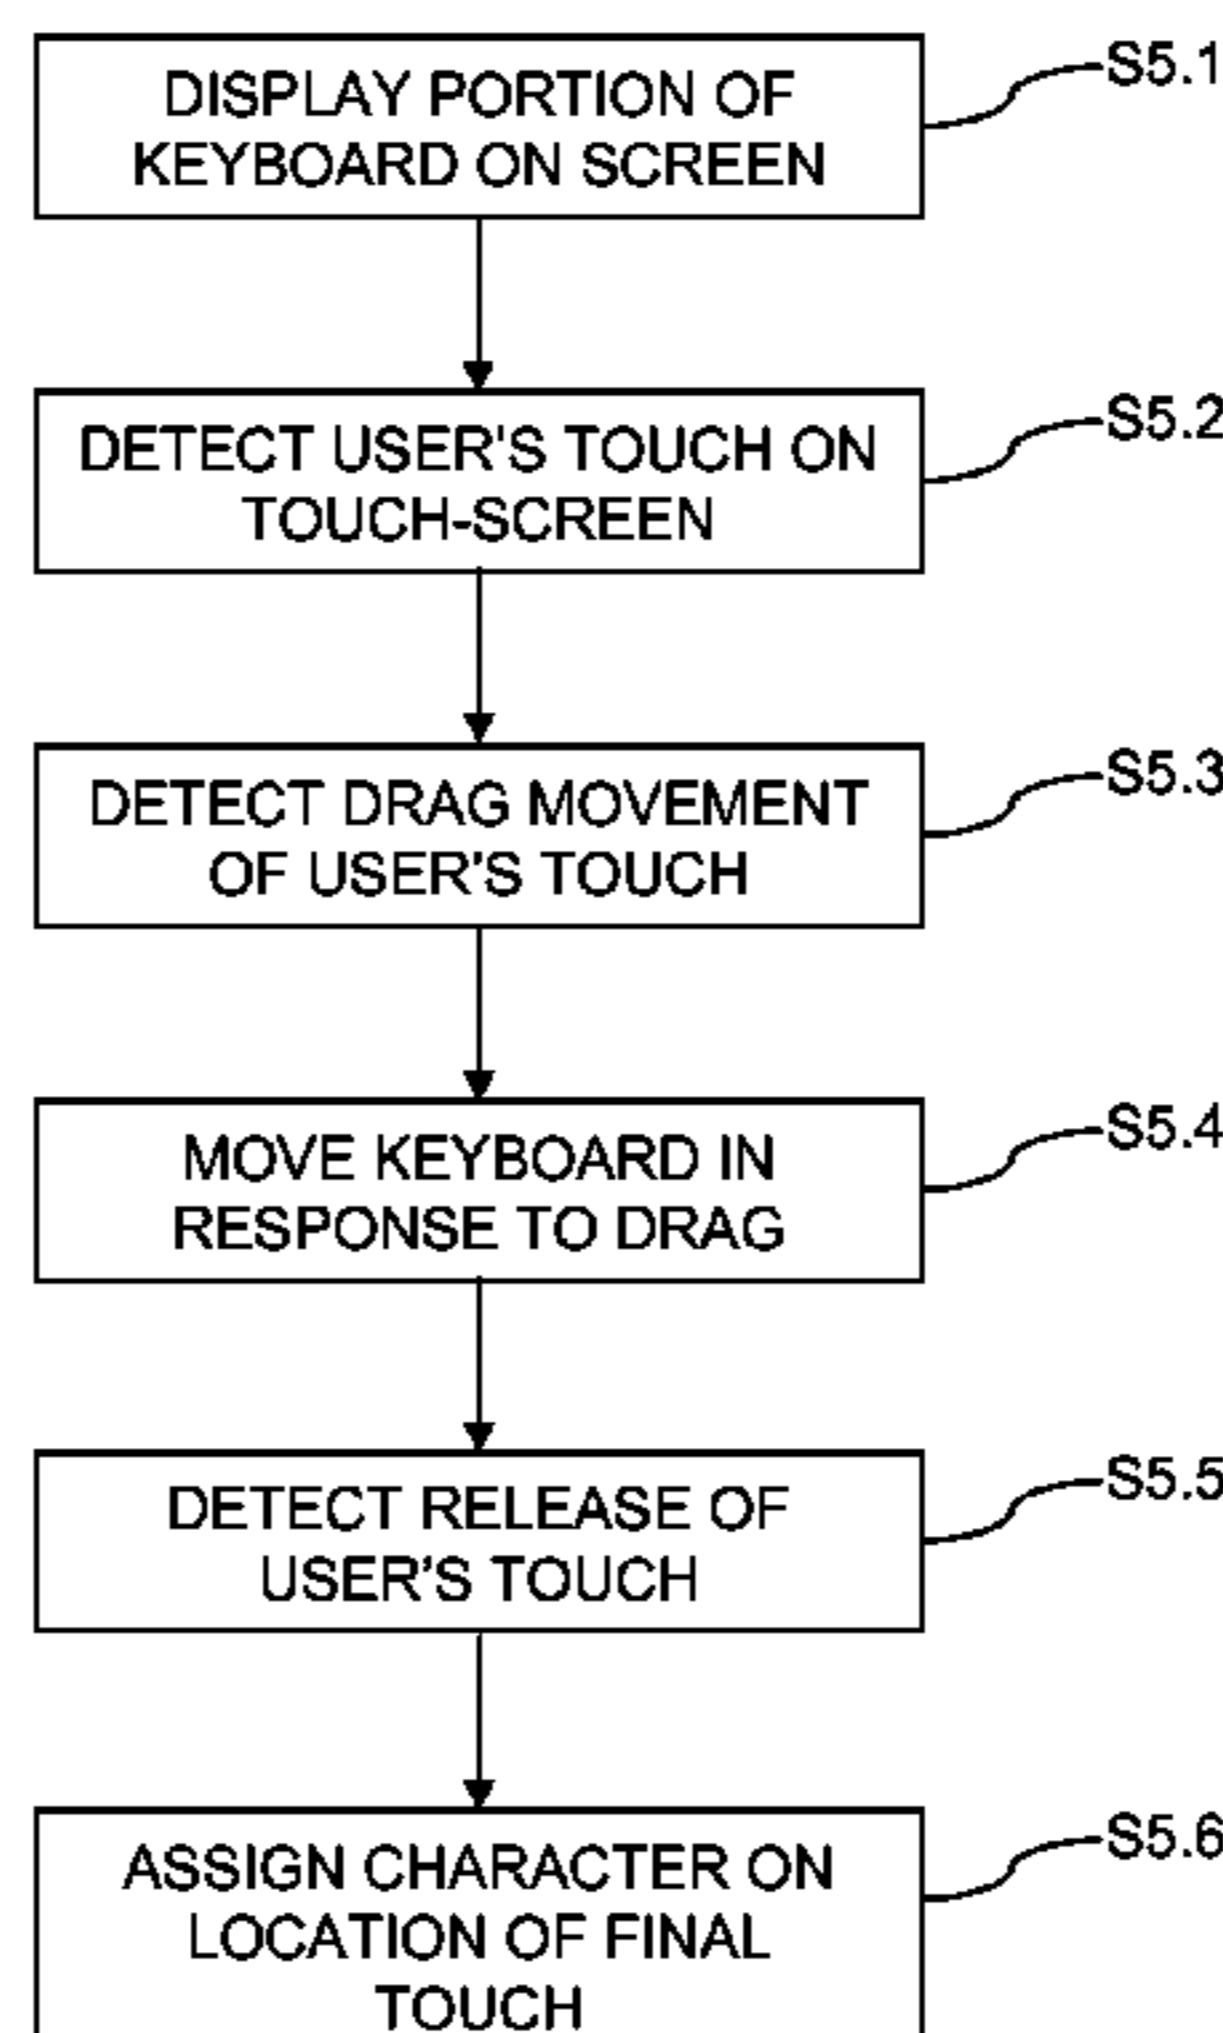 DISPLAY PORTION OF
KEYBOARD ON SCREEN
S5.1
DETECT USER'S TOUCH ON
TOUCH-SCREEN
S5.2
DETECT DRAG MOVEMENT
OF USER'S TOUCH
S5.3
MOVE KEYBOARD IN
RESPONSE TO DRAG
S5.4
DETECT RELEASE OF
USER’S TOUCH
S5.5
ASSIGN CHARACTER ON
LOCATION OF FINAL
TOUCH
S5.6